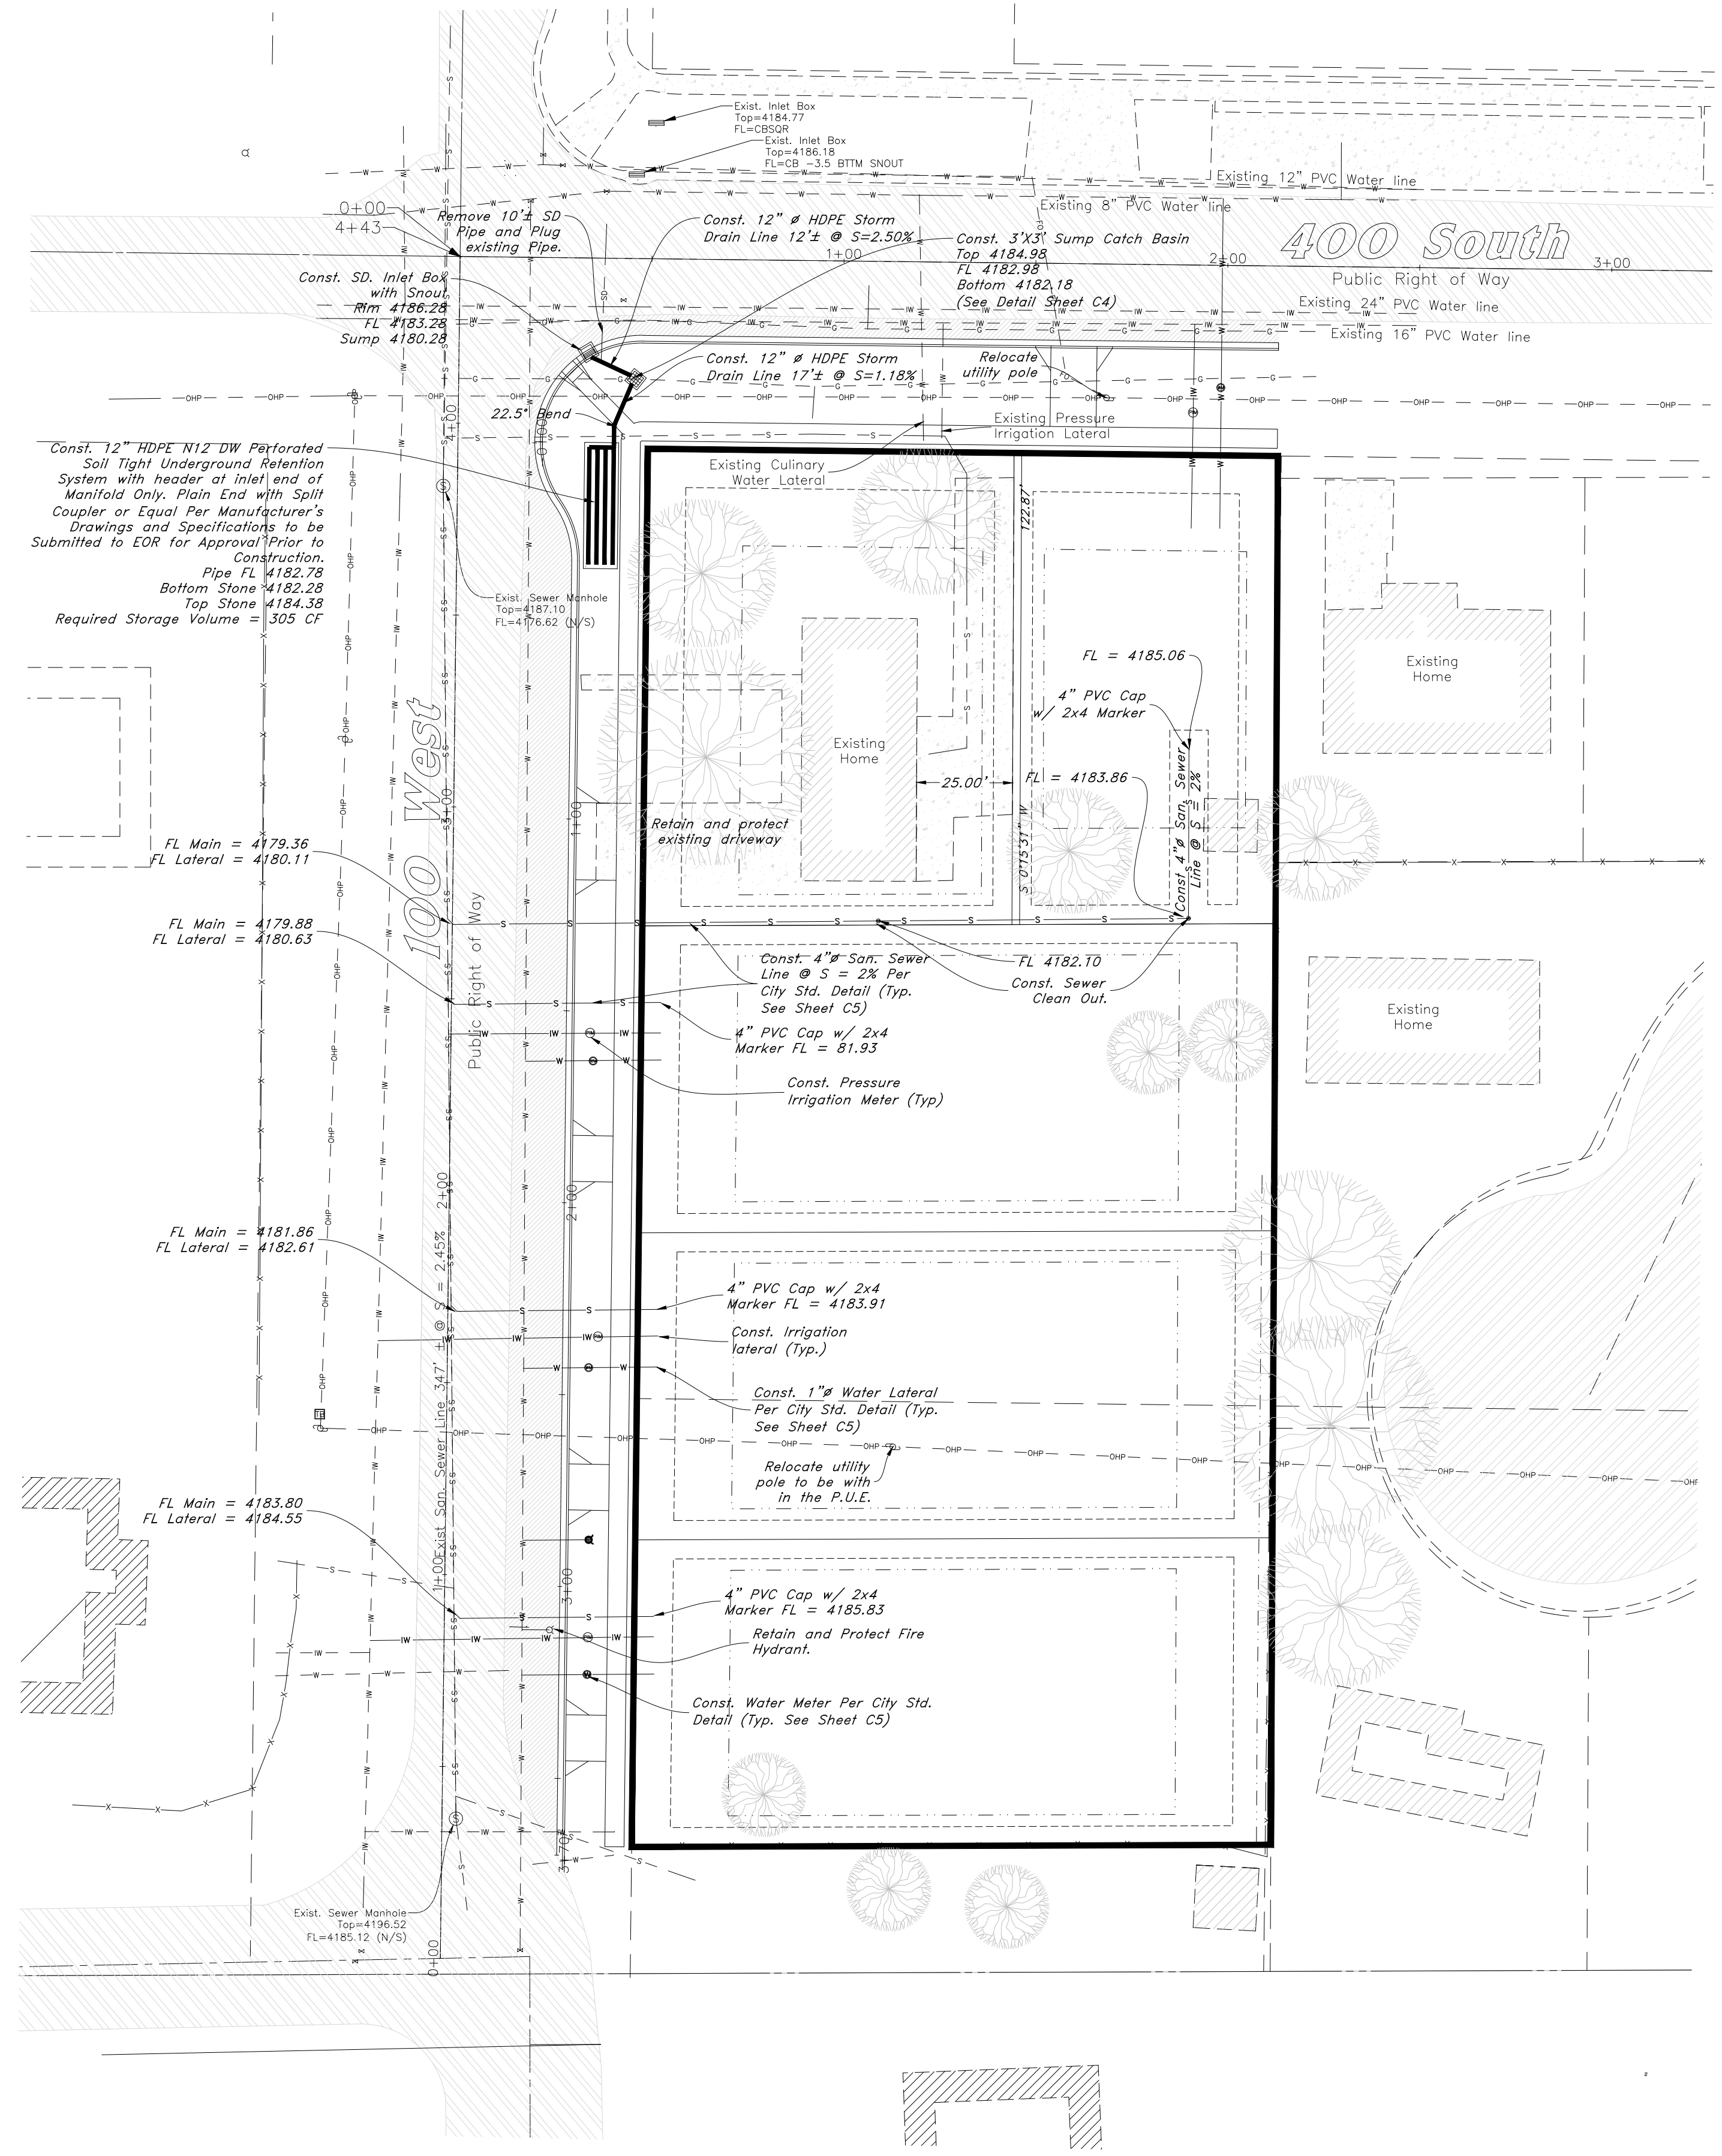 Exist. Inlet Box
Top=4184.77
FL=CBSQR
Exist. Inlet Box
Top=4186.18
FL=CB -3.5 BTTM SNOUT
Existing 12" PVC Water line
Existing 8" PVC Water line
0+00
4+43
Remove 10'± SD
Pipe and Plug
existing Pipe.
Const. 12" ø HDPE Storm
Drain Line 12'± @ S=2.50%
Const. 3'X3' Sump Catch Basin
Top 4184.98
FL 4182.98
Bottom 4182.18
(See Detail Sheet C4)
1+00
2+00
3+00
400 South
Public Right of Way
Existing 24" PVC Water line
Existing 16" PVC Water line
Const. SD. Inlet Box
with Snout
Rim 4186.28
FL 4183.28
Sump 4180.28
Const. 12" ø HDPE Storm
Drain Line 17'± @ S=1.18%
Relocate
utility pole
22.5° Bend
Existing Pressure
Irrigation Lateral
Existing Culinary
Water Lateral
Const. 12" HDPE N12 DW Perforated
Soil Tight Underground Retention
System with header at inlet end of
Manifold Only. Plain End with Split
Coupler or Equal Per Manufacturer's
Drawings and Specifications to be
Submitted to EOR for Approval Prior to
Construction.
Pipe FL 4182.78
Bottom Stone 4182.28
Top Stone 4184.38
Required Storage Volume = 305 CF
4+00
0+00
122.87'
Exist. Sewer Manhole
Top=4187.10
FL=4176.62 (N/S)
FL = 4185.06
4" PVC Cap
w/ 2x4 Marker
Existing
Home
Existing
Home
25.00'
FL = 4183.86
Const 4"ø San. Sewer
Line @ S = 2%
S 0°15'31" W
Retain and protect
existing driveway
100 West
Public Right of Way
3+00
1+00
FL Main = 4179.36
FL Lateral = 4180.11
FL Main = 4179.88
FL Lateral = 4180.63
Const. 4"ø San. Sewer
Line @ S = 2% Per
City Std. Detail (Typ.
See Sheet C5)
FL 4182.10
Const. Sewer
Clean Out.
Existing
Home
4" PVC Cap w/ 2x4
Marker FL = 81.93
Const. Pressure
Irrigation Meter (Typ)
2+00
2+00
FL Main = 4181.86
FL Lateral = 4182.61
4" PVC Cap w/ 2x4
Marker FL = 4183.91
Const. Irrigation
lateral (Typ.)
Const. 1"ø Water Lateral
Per City Std. Detail (Typ.
See Sheet C5)
Relocate utility
pole to be with
in the P.U.E.
Exist San. Sewer Line 347' ± @ S = 2.45%
FL Main = 4183.80
FL Lateral = 4184.55
1+00
3+00
4" PVC Cap w/ 2x4
Marker FL = 4185.83
Retain and Protect Fire
Hydrant.
Const. Water Meter Per City Std.
Detail (Typ. See Sheet C5)
3+70
Exist. Sewer Manhole
Top=4196.52
FL=4185.12 (N/S)
0+00